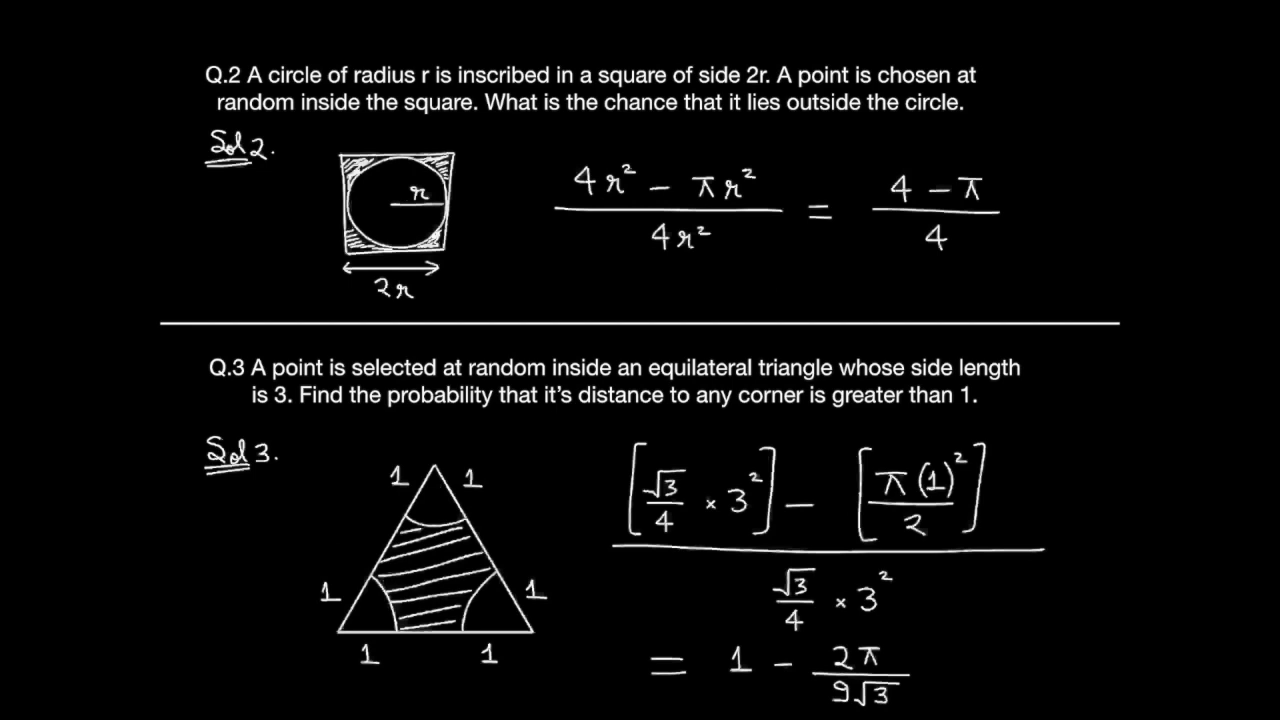 Q.2 A circle of radius r is inscribed in a square of side 2r. A point is chosen at
random inside the square. What is the chance that it lies outside the circle.
Sol 2.
r
2r
(4r² - πr²)/(4r²) = (4 - π)/4
Q.3 A point is selected at random inside an equilateral triangle whose side length
is 3. Find the probability that it's distance to any corner is greater than 1.
Sol 3.
1 1
1 1
1 1
[√3/4 × 3²] - [π(1)²/2]
√3/4 × 3²
= 1 - 2π/(9√3)